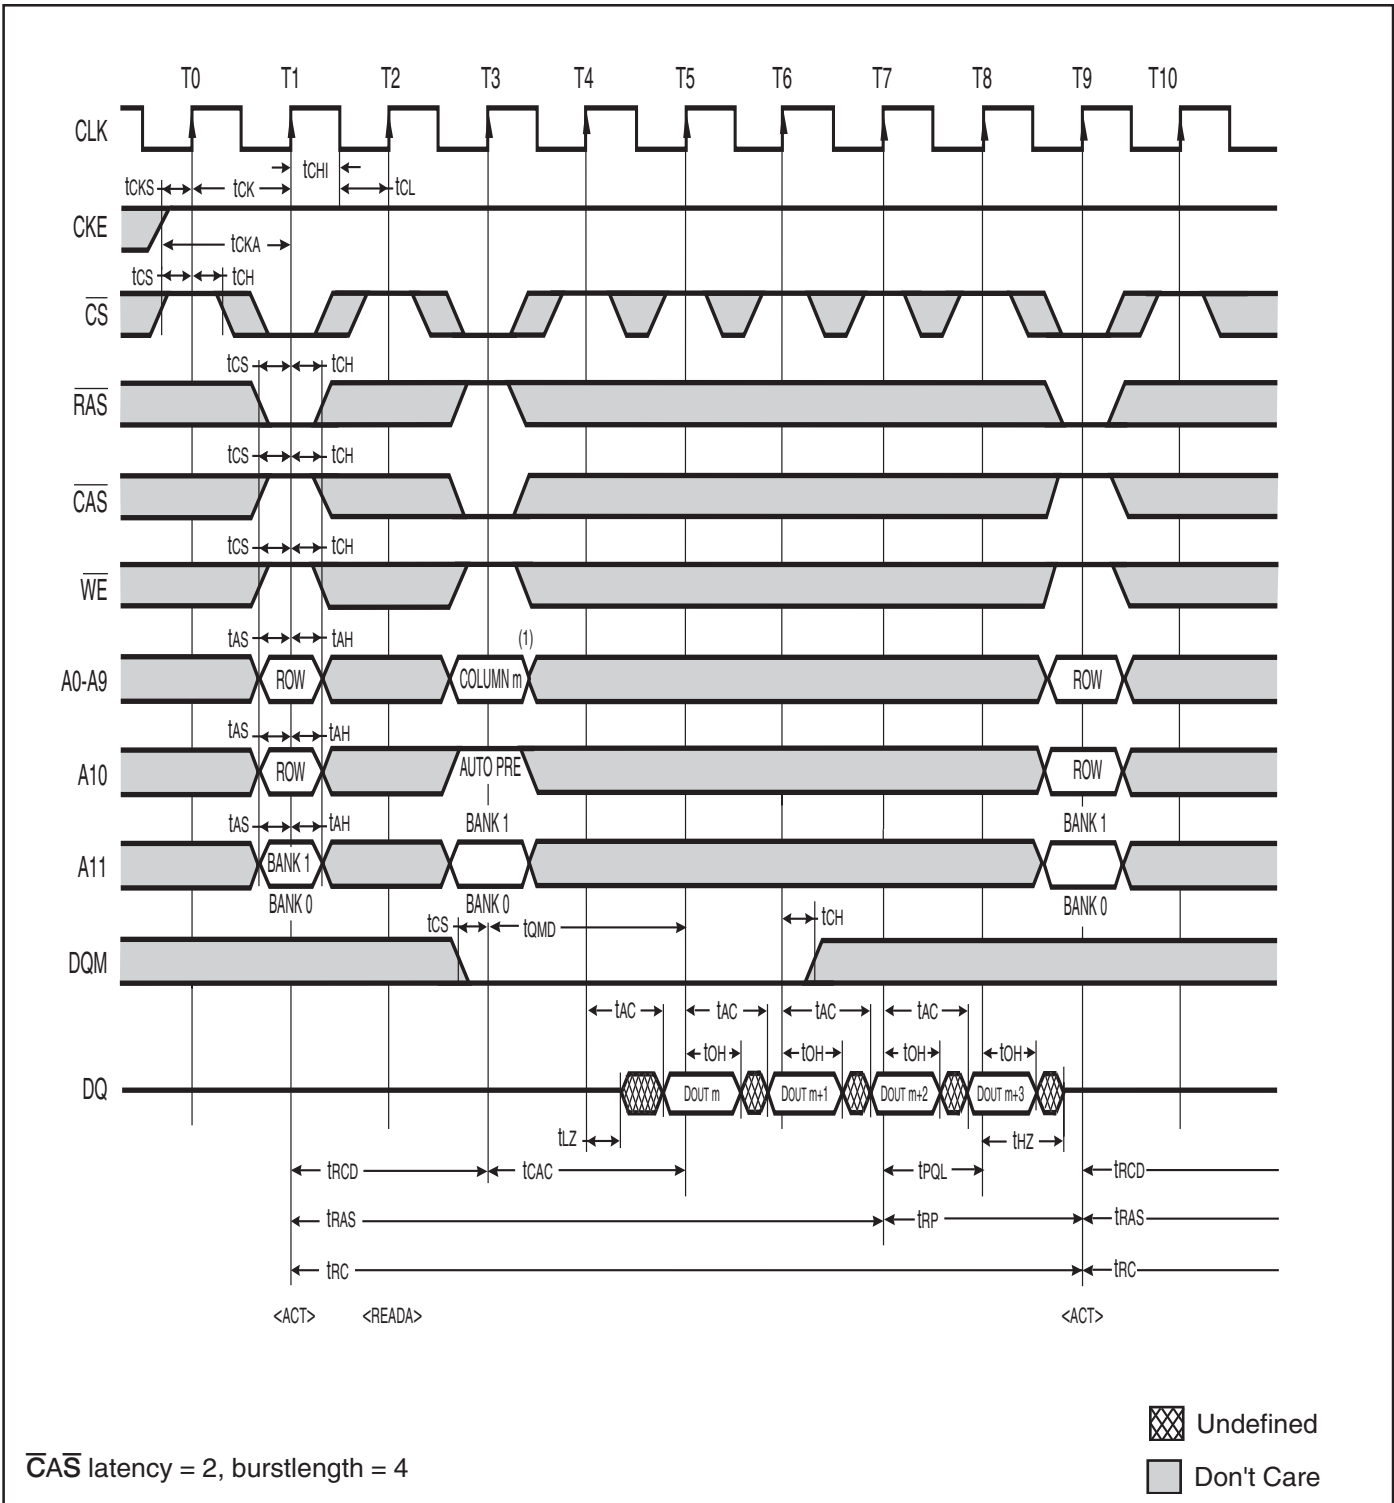 T0 T1 T2 T3 T4 T5 T6 T7 T8 T9 T10
CLK
tCHI
tCKS tCK tCL
CKE
tCKA
tCS tCH
CS
tCS tCH
RAS
tCS tCH
CAS
tCS tCH
WE
tAS tAH (1)
A0-A9 ROW COLUMN m ROW
tAS tAH
A10 ROW AUTO PRE ROW
tAS tAH BANK 1 BANK 1
A11 BANK 1
BANK 0 BANK 0 BANK 0
tCS tQMD tCH
DQM
tAC tAC tAC tAC
tOH tOH tOH tOH
DQ DOUT m DOUT m+1 DOUT m+2 DOUT m+3
tLZ tHZ
tRCD tCAC tPQL tRCD
tRAS tRP tRAS
tRC tRC
<ACT> <READA> <ACT>
Undefined
CAS latency = 2, burstlength = 4
Don't Care